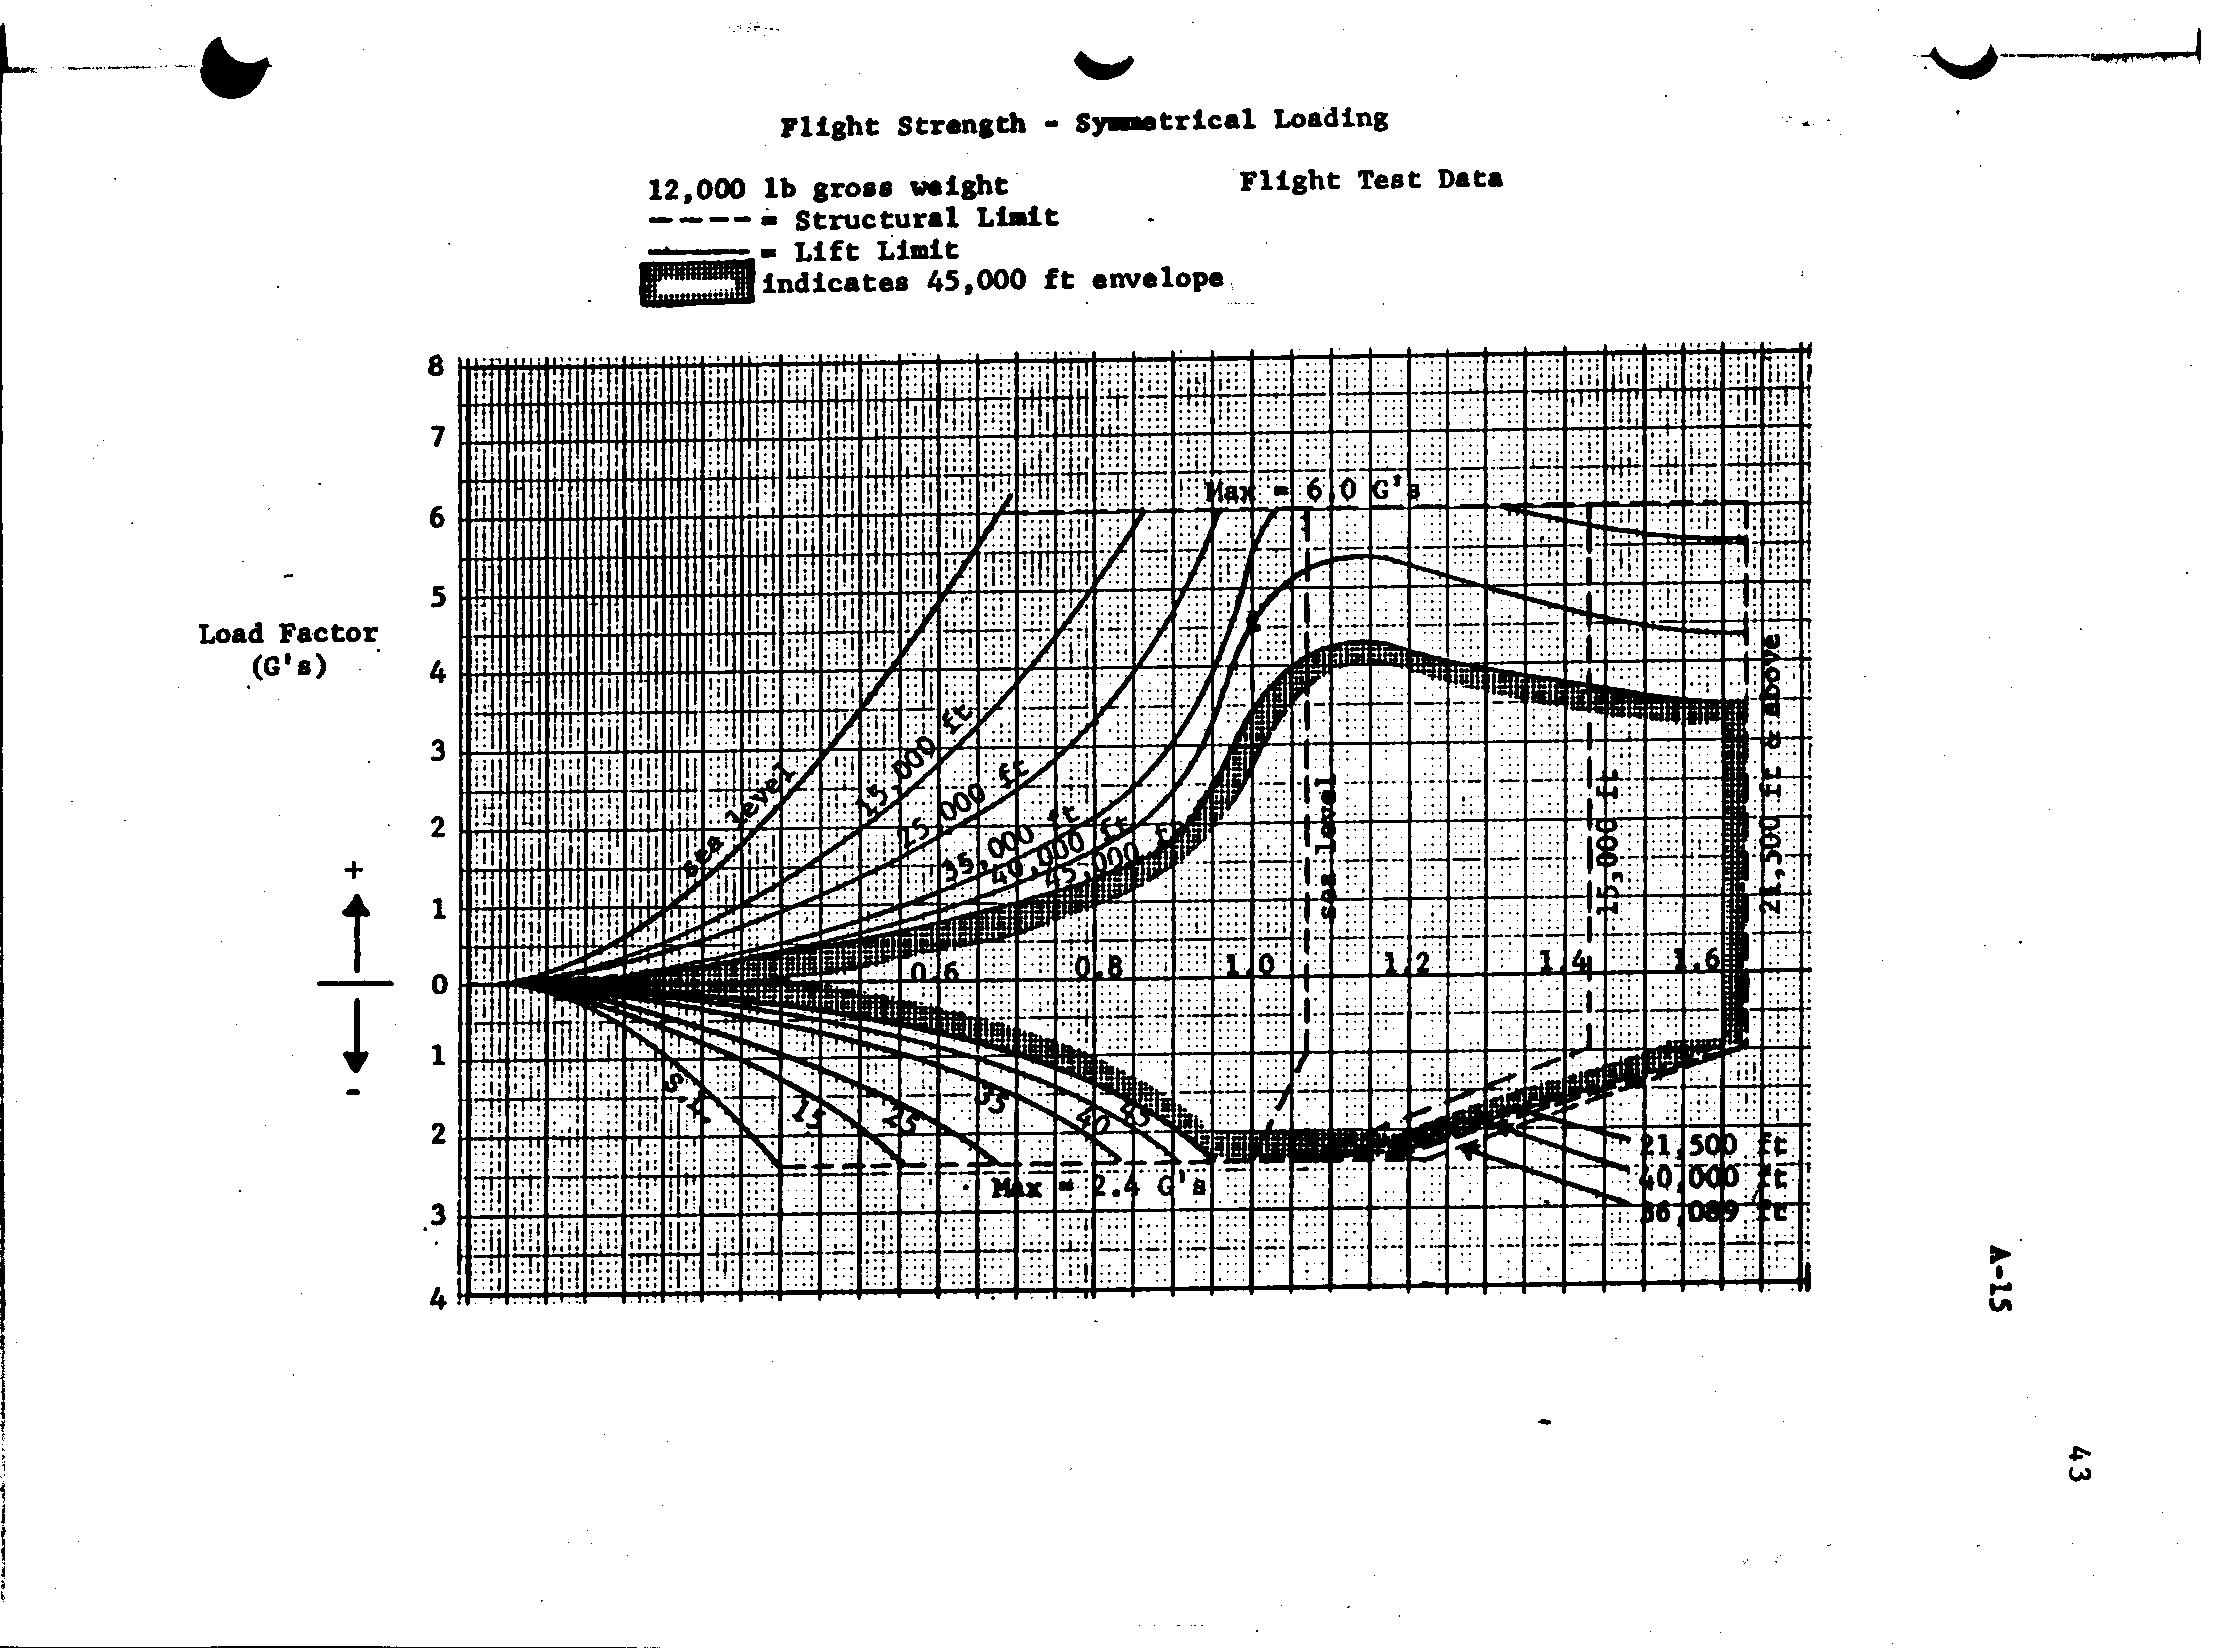 Flight Strength - Symmetrical Loading
12,000 lb gross weight
Flight Test Data
---- = Structural Limit
= Lift Limit
indicates 45,000 ft envelope
8
7
Max = 6.0 G's
6
5
Load Factor
(G's)
4
3
2
1
0
1
2
3
4
+
-
sea level
15,000 ft
25,000 ft
35,000 ft
40,000 ft
45,000 ft
sea level
15,000 ft
21,500 ft & above
0.6
0.8
1.0
1.2
1.4
1.6
S.L.
15
25
35
40
45
Max = 2.4 G's
21,500 ft
40,000 ft
36,089 ft
A-15
43